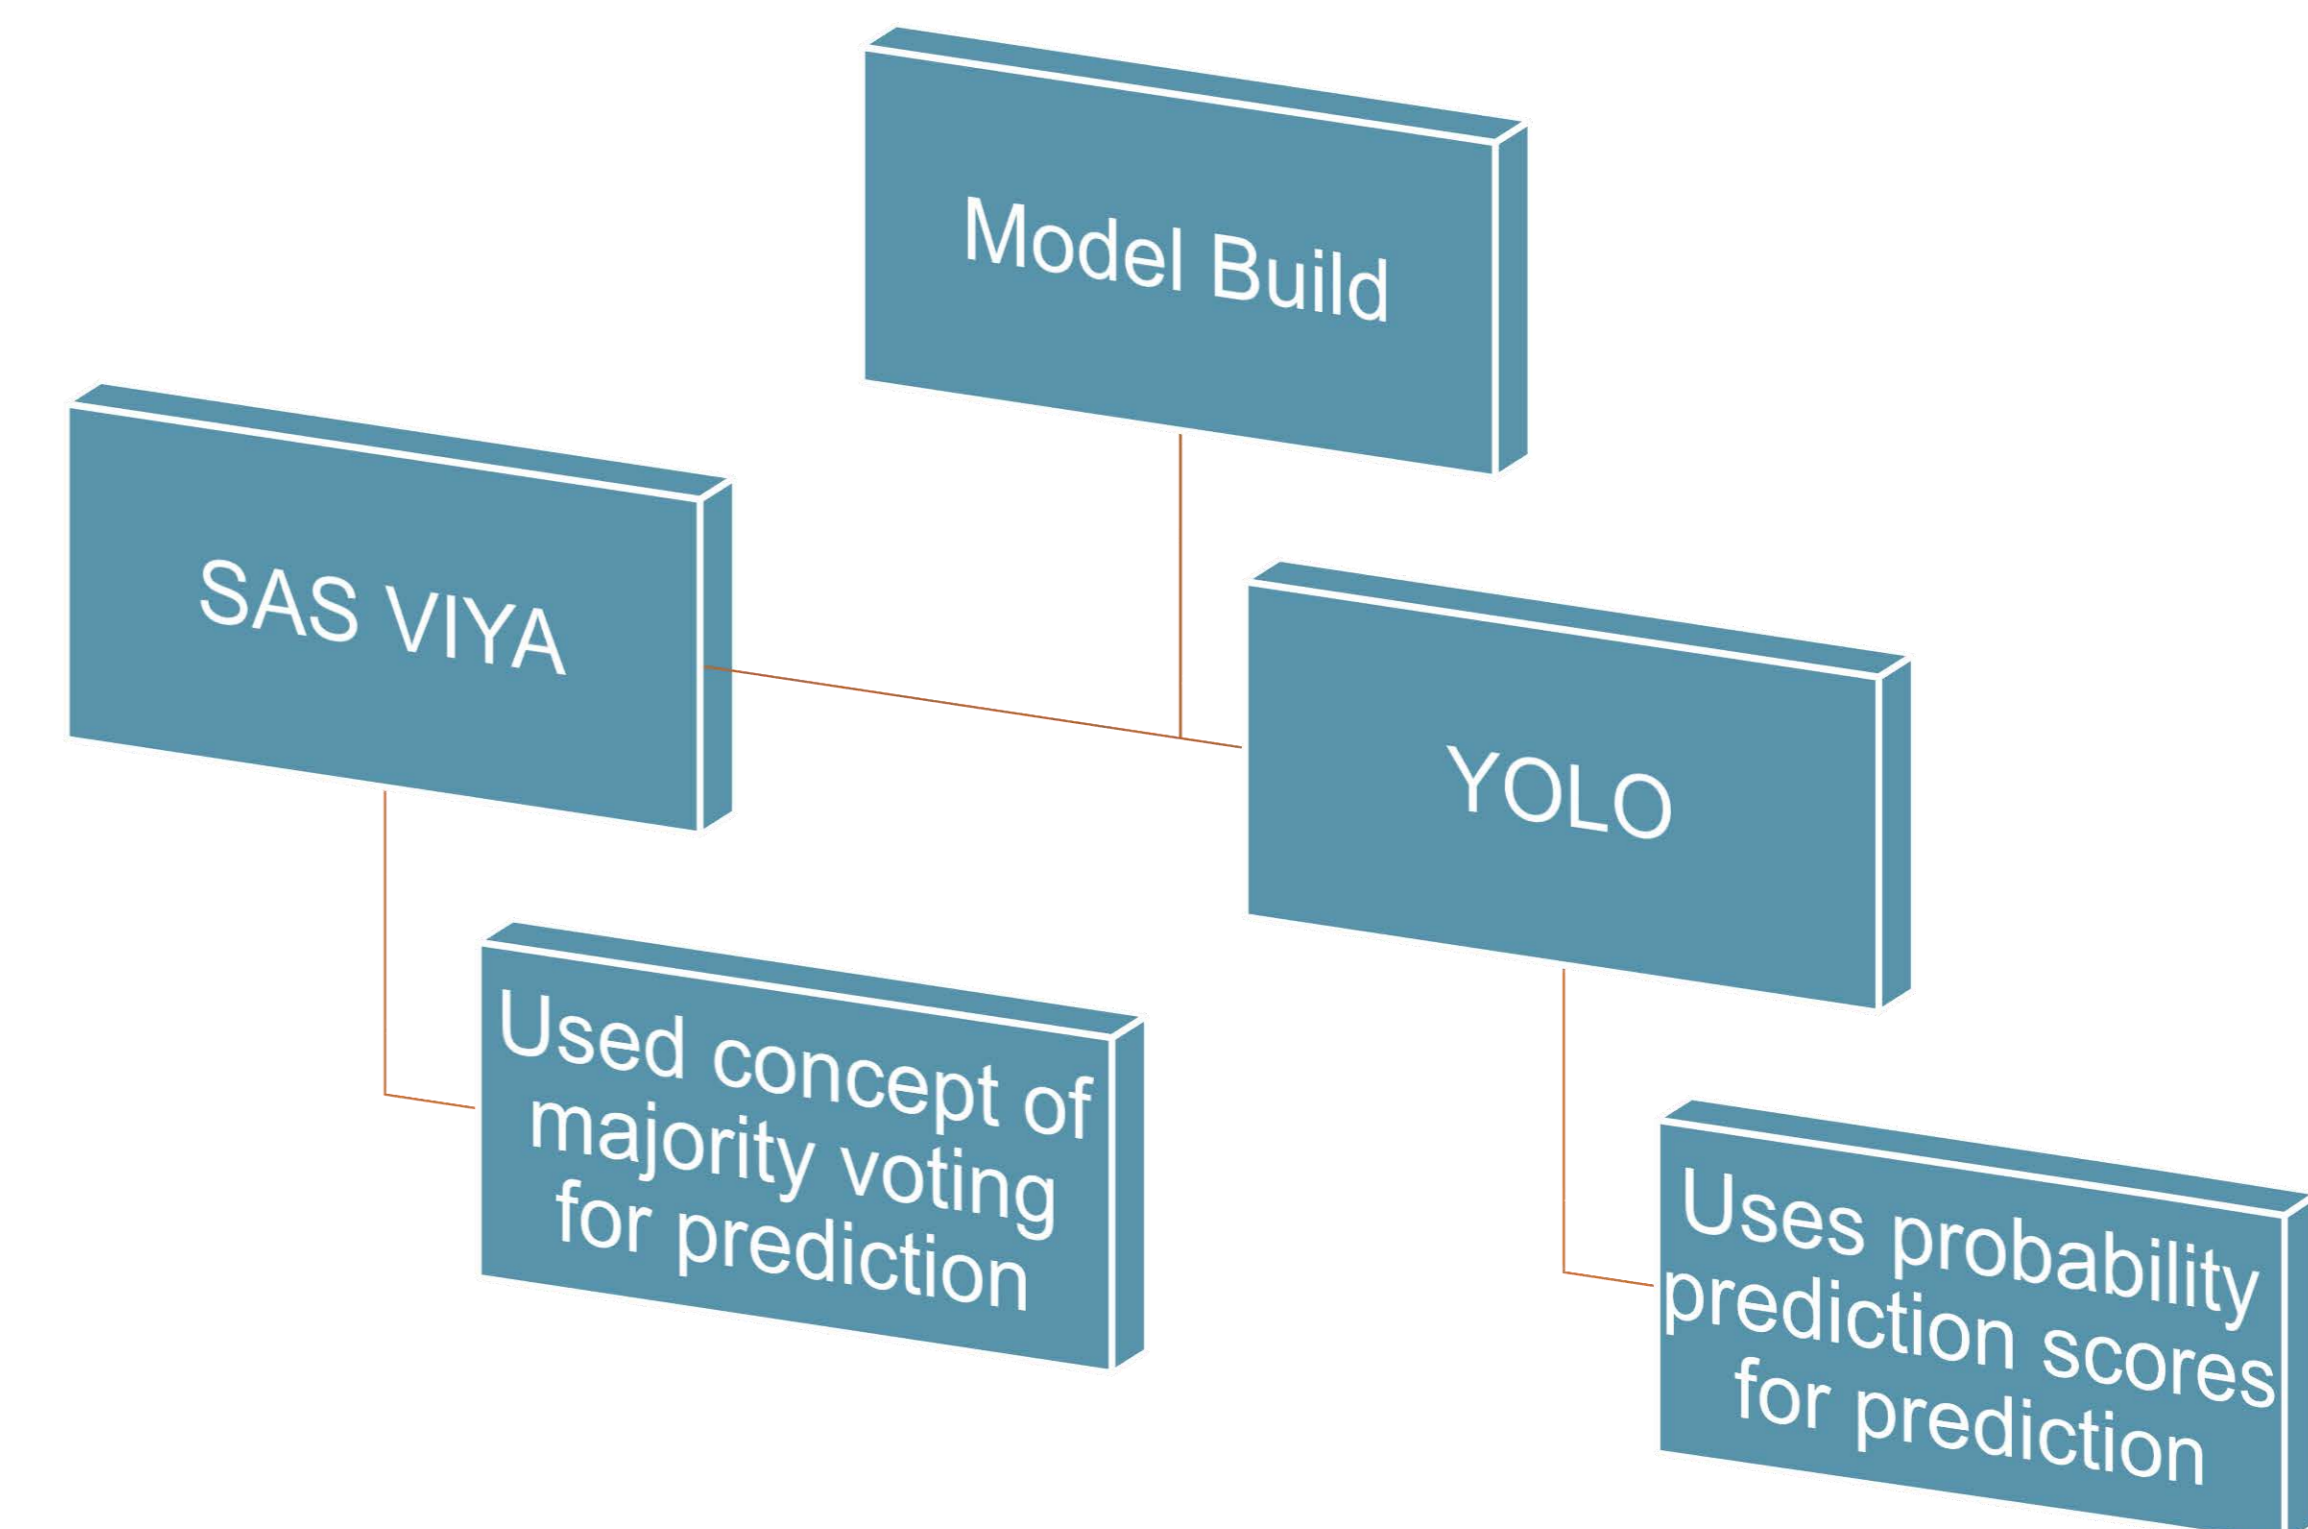 Model Build
SAS VIYA
YOLO
Used concept of
majority voting
for prediction
Uses probability
prediction scores
for prediction